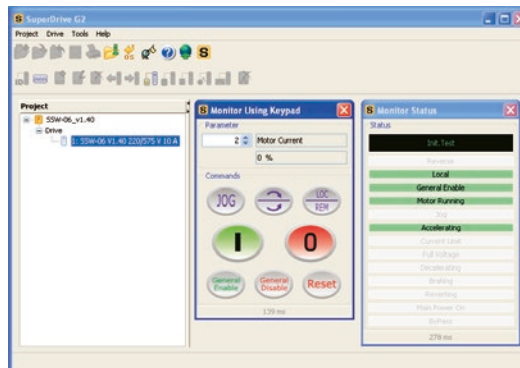 SuperDrive G2
Project Drive Tools Help
Project
SSW-06_v1.40
Drive
1: SSW-06 V1.40 220/575 V 10 A
Monitor Using Keypad
Parameter
2 Motor Current
0 %
Commands
JOG
LOC
REM
I
0
General
Enable
General
Disable
Reset
139 ms
Monitor Status
Status
Init.Test
Reverse
Local
General Enable
Motor Running
Jog
Accelerating
Current Limit
Full Voltage
Decelerating
Braking
Reverting
Main Power On
ByPass
278 ms